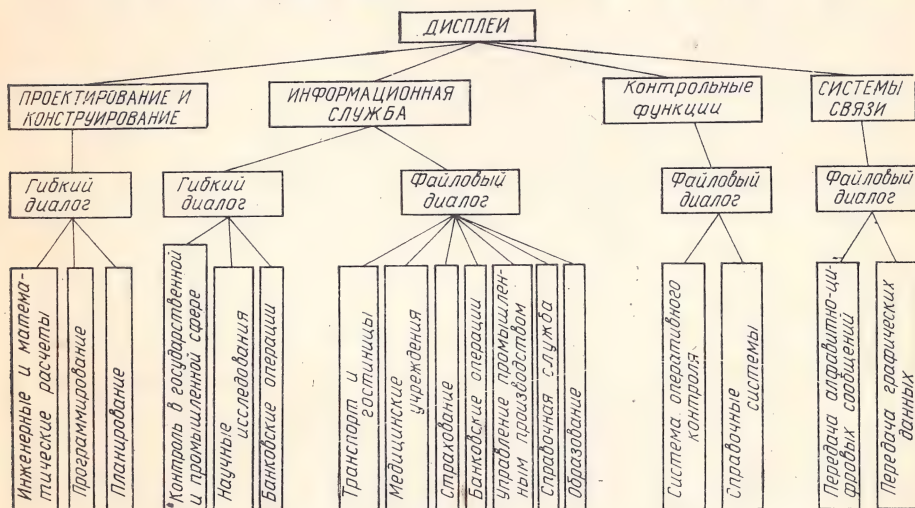 ДИСПЛЕИ
ПРОЕКТИРОВАНИЕ И
КОНСТРУИРОВАНИЕ
ИНФОРМАЦИОННАЯ
СЛУЖБА
Контрольные
функции
СИСТЕМЫ
СВЯЗИ
Гибкий
диалог
Гибкий
диалог
Файловый
диалог
Файловый
диалог
Файловый
диалог
Инженерные и матема-
тические расчеты
Программирование
Планирование
Контроль в государственной
и промышленной сфере
Научные
исследования
Банковские операции
Транспорт и
гостиницы
Медицинские
учреждения
Страхование
Банковские операции
Управление промышлен-
ным производством
Справочная служба
Образование
Система оперативного
контроля
Справочные
системы
Передача алфавитно-ци-
фровых сообщений
Передача графических
данных